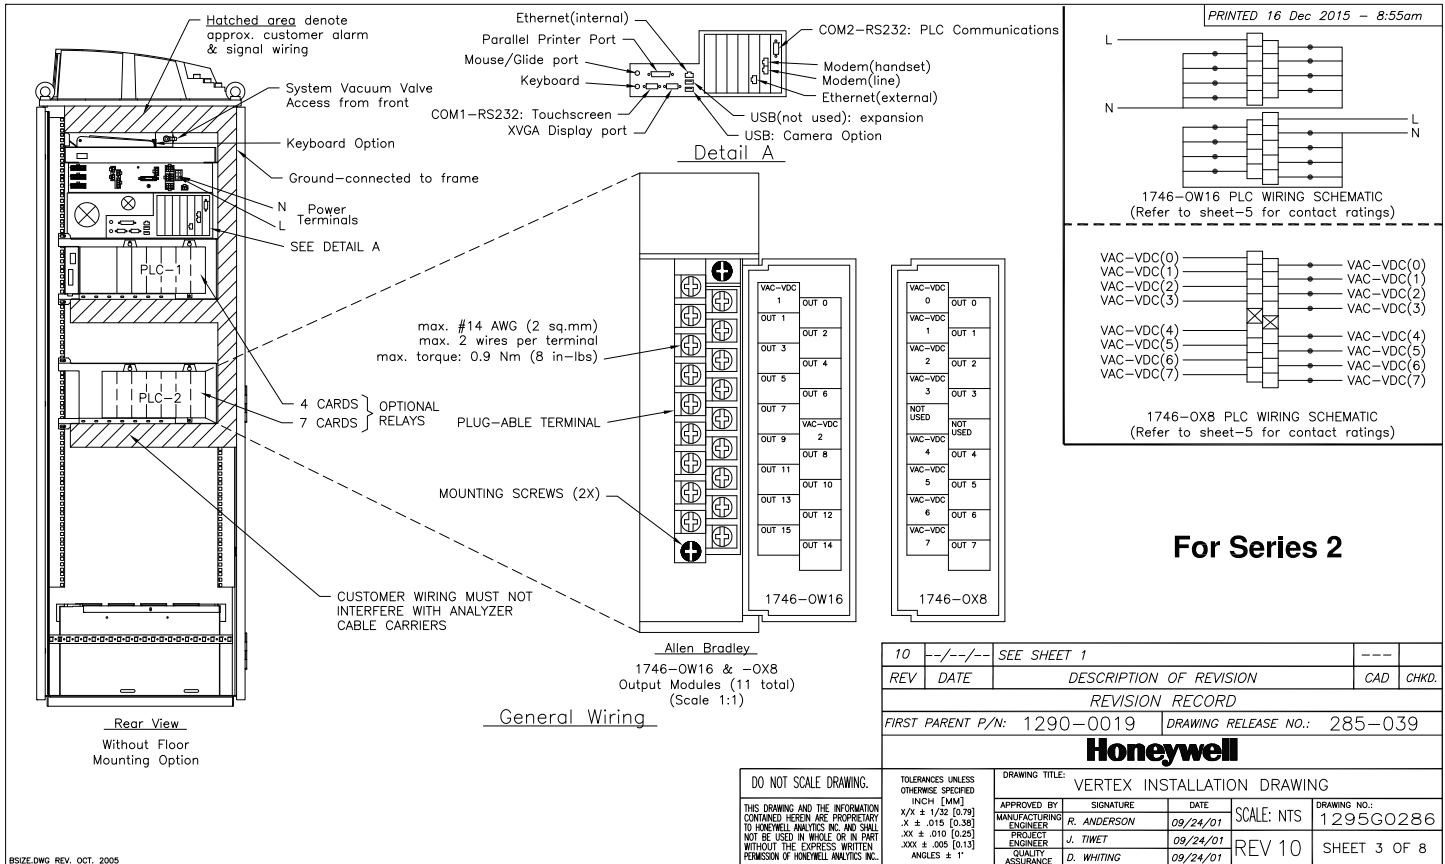 PRINTED 16 Dec 2015 - 8:55am
Hatched area denote
approx. customer alarm
& signal wiring
System Vacuum Valve
Access from front
Keyboard Option
Ground-connected to frame
N
L
Power
Terminals
SEE DETAIL A
PLC-1
PLC-2
4 CARDS
7 CARDS
OPTIONAL
RELAYS
CUSTOMER WIRING MUST NOT
INTERFERE WITH ANALYZER
CABLE CARRIERS
Rear View
Without Floor
Mounting Option
Ethernet(internal)
Parallel Printer Port
Mouse/Glide port
Keyboard
COM1-RS232: Touchscreen
XVGA Display port
COM2-RS232: PLC Communications
Modem(handset)
Modem(line)
Ethernet(external)
USB(not used): expansion
USB: Camera Option
Detail A
max. #14 AWG (2 sq.mm)
max. 2 wires per terminal
max. torque: 0.9 Nm (8 in-lbs)
PLUG-ABLE TERMINAL
MOUNTING SCREWS (2X)
VAC-VDC
1
OUT 0
OUT 1
OUT 2
OUT 3
OUT 4
OUT 5
OUT 6
OUT 7
VAC-VDC
2
OUT 9
OUT 8
OUT 11
OUT 10
OUT 13
OUT 12
OUT 15
OUT 14
1746-OW16
VAC-VDC
0
OUT 0
VAC-VDC
1
OUT 1
VAC-VDC
2
OUT 2
VAC-VDC
3
OUT 3
NOT
USED
NOT
USED
VAC-VDC
4
OUT 4
VAC-VDC
5
OUT 5
VAC-VDC
6
OUT 6
VAC-VDC
7
OUT 7
1746-OX8
Allen Bradley
1746-OW16 & -OX8
Output Modules (11 total)
(Scale 1:1)
General Wiring
L
N
L
N
1746-OW16 PLC WIRING SCHEMATIC
(Refer to sheet-5 for contact ratings)
VAC-VDC(0)
VAC-VDC(1)
VAC-VDC(2)
VAC-VDC(3)
VAC-VDC(4)
VAC-VDC(5)
VAC-VDC(6)
VAC-VDC(7)
VAC-VDC(0)
VAC-VDC(1)
VAC-VDC(2)
VAC-VDC(3)
VAC-VDC(4)
VAC-VDC(5)
VAC-VDC(6)
VAC-VDC(7)
1746-OX8 PLC WIRING SCHEMATIC
(Refer to sheet-5 for contact ratings)
For Series 2
10 --/--/-- SEE SHEET 1 ---
REV DATE DESCRIPTION OF REVISION CAD CHKD.
REVISION RECORD
FIRST PARENT P/N: 1290-0019 DRAWING RELEASE NO.: 285-039
Honeywell
DO NOT SCALE DRAWING.
THIS DRAWING AND THE INFORMATION
CONTAINED HEREIN ARE PROPRIETARY
TO HONEYWELL ANALYTICS INC. AND SHALL
NOT BE USED IN WHOLE OR IN PART
WITHOUT THE EXPRESS WRITTEN
PERMISSION OF HONEYWELL ANALYTICS INC..
TOLERANCES UNLESS
OTHERWISE SPECIFIED
INCH [MM]
X/X ± 1/32 [0.79]
.X ± .015 [0.38]
.XX ± .010 [0.25]
.XXX ± .005 [0.13]
ANGLES ± 1°
DRAWING TITLE:
VERTEX INSTALLATION DRAWING
APPROVED BY SIGNATURE DATE
MANUFACTURING
ENGINEER
R. ANDERSON 09/24/01
PROJECT
ENGINEER
J. TIWET 09/24/01
QUALITY
ASSURANCE
D. WHITING 09/24/01
SCALE: NTS
DRAWING NO.:
1295G0286
REV 10
SHEET 3 OF 8
BSIZE.DWG REV. OCT. 2005